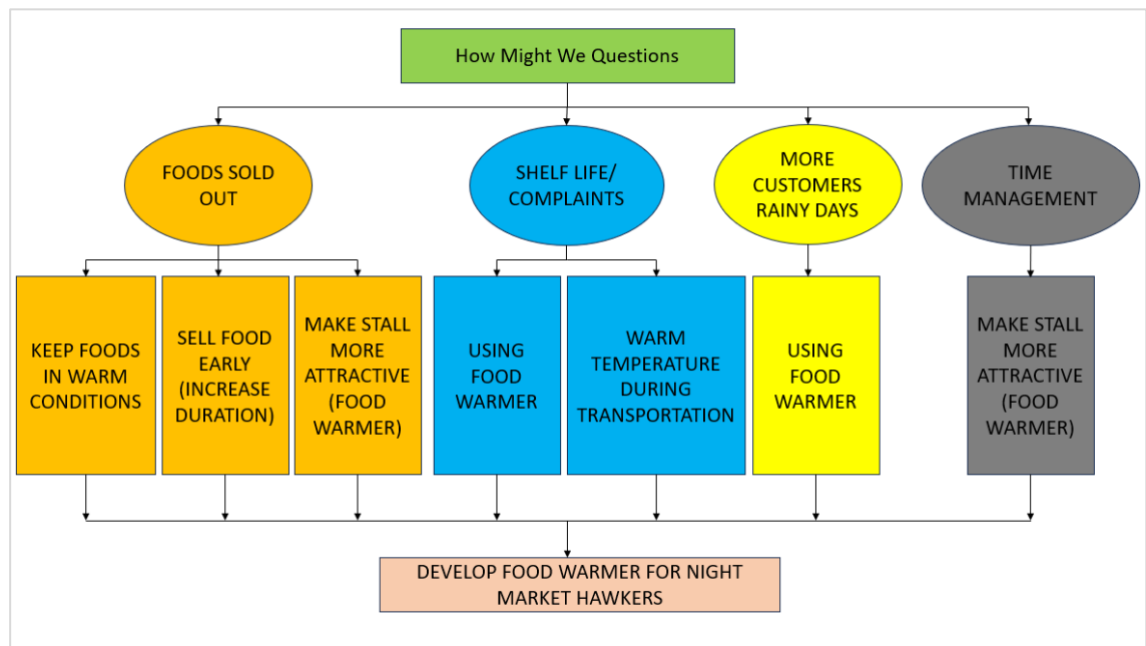 How Might We Questions
FOODS SOLD
OUT
SHELF LIFE/
COMPLAINTS
MORE
CUSTOMERS
RAINY DAYS
TIME
MANAGEMENT
KEEP FOODS
IN WARM
CONDITIONS
SELL FOOD
EARLY
(INCREASE
DURATION)
MAKE STALL
MORE
ATTRACTIVE
(FOOD
WARMER)
USING
FOOD
WARMER
WARM
TEMPERATURE
DURING
TRANSPORTATION
USING
FOOD
WARMER
MAKE STALL
MORE
ATTRACTIVE
(FOOD
WARMER)
DEVELOP FOOD WARMER FOR NIGHT
MARKET HAWKERS